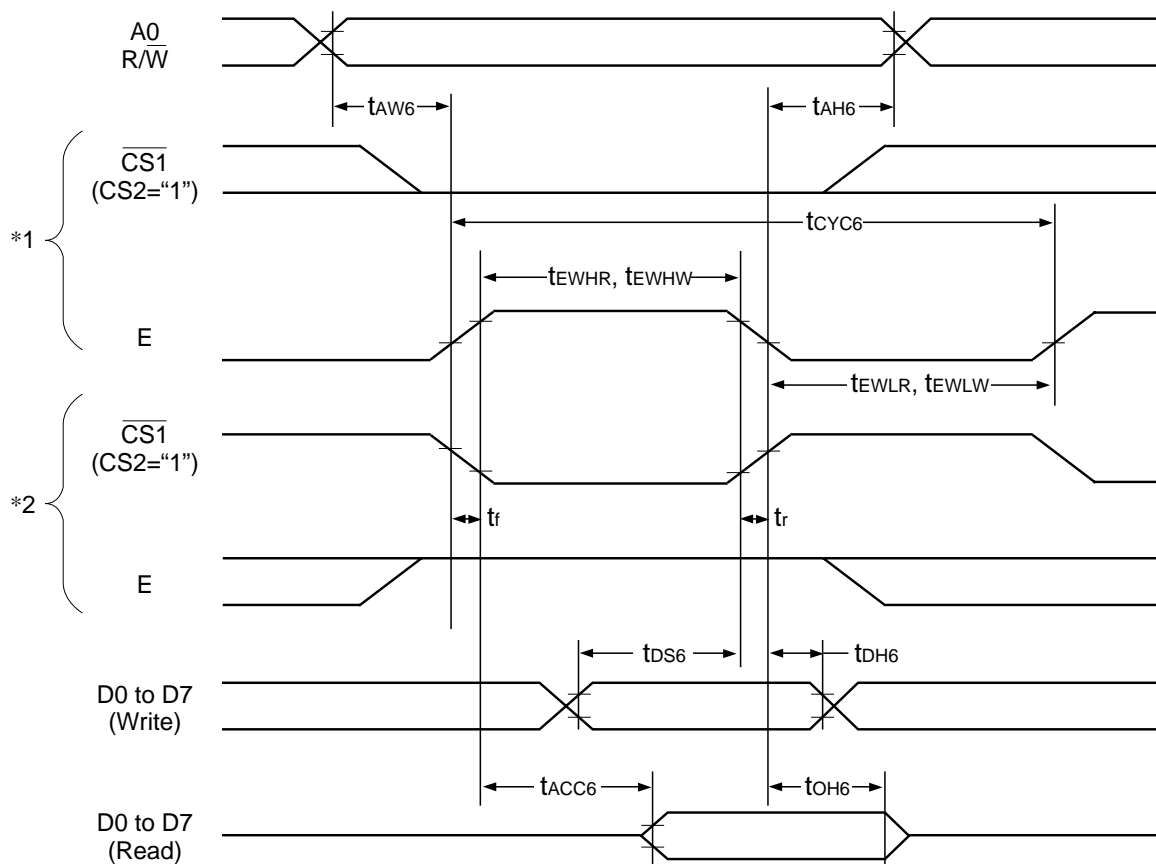 A0
R/W
tAW6
tAH6
CS1
(CS2=“1”)
tCYC6
*1
tEWHR, tEWHW
E
tEWLR, tEWLW
CS1
(CS2=“1”)
*2
tf
tr
E
tDS6
tDH6
D0 to D7
(Write)
tACC6
tOH6
D0 to D7
(Read)